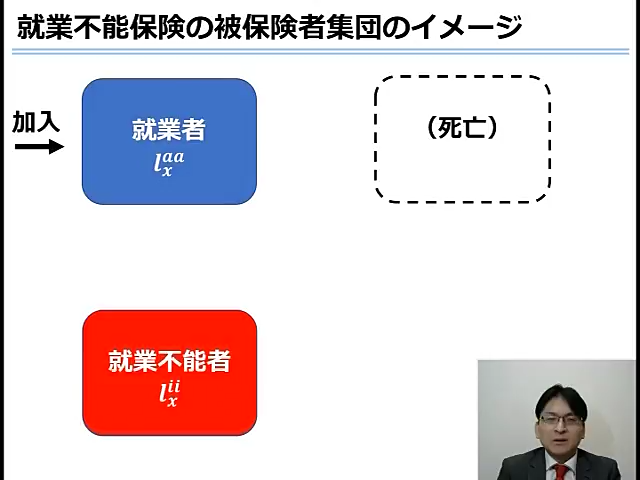 就業不能保険の被保険者集団のイメージ
加入
就業者
l_x^{aa}
（死亡）
就業不能者
l_x^{ii}